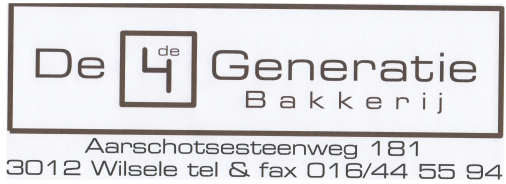 De 4de Generatie
Bakkerij
Aarschotsesteenweg 181
3012 Wilsele tel & fax 016/44 55 94